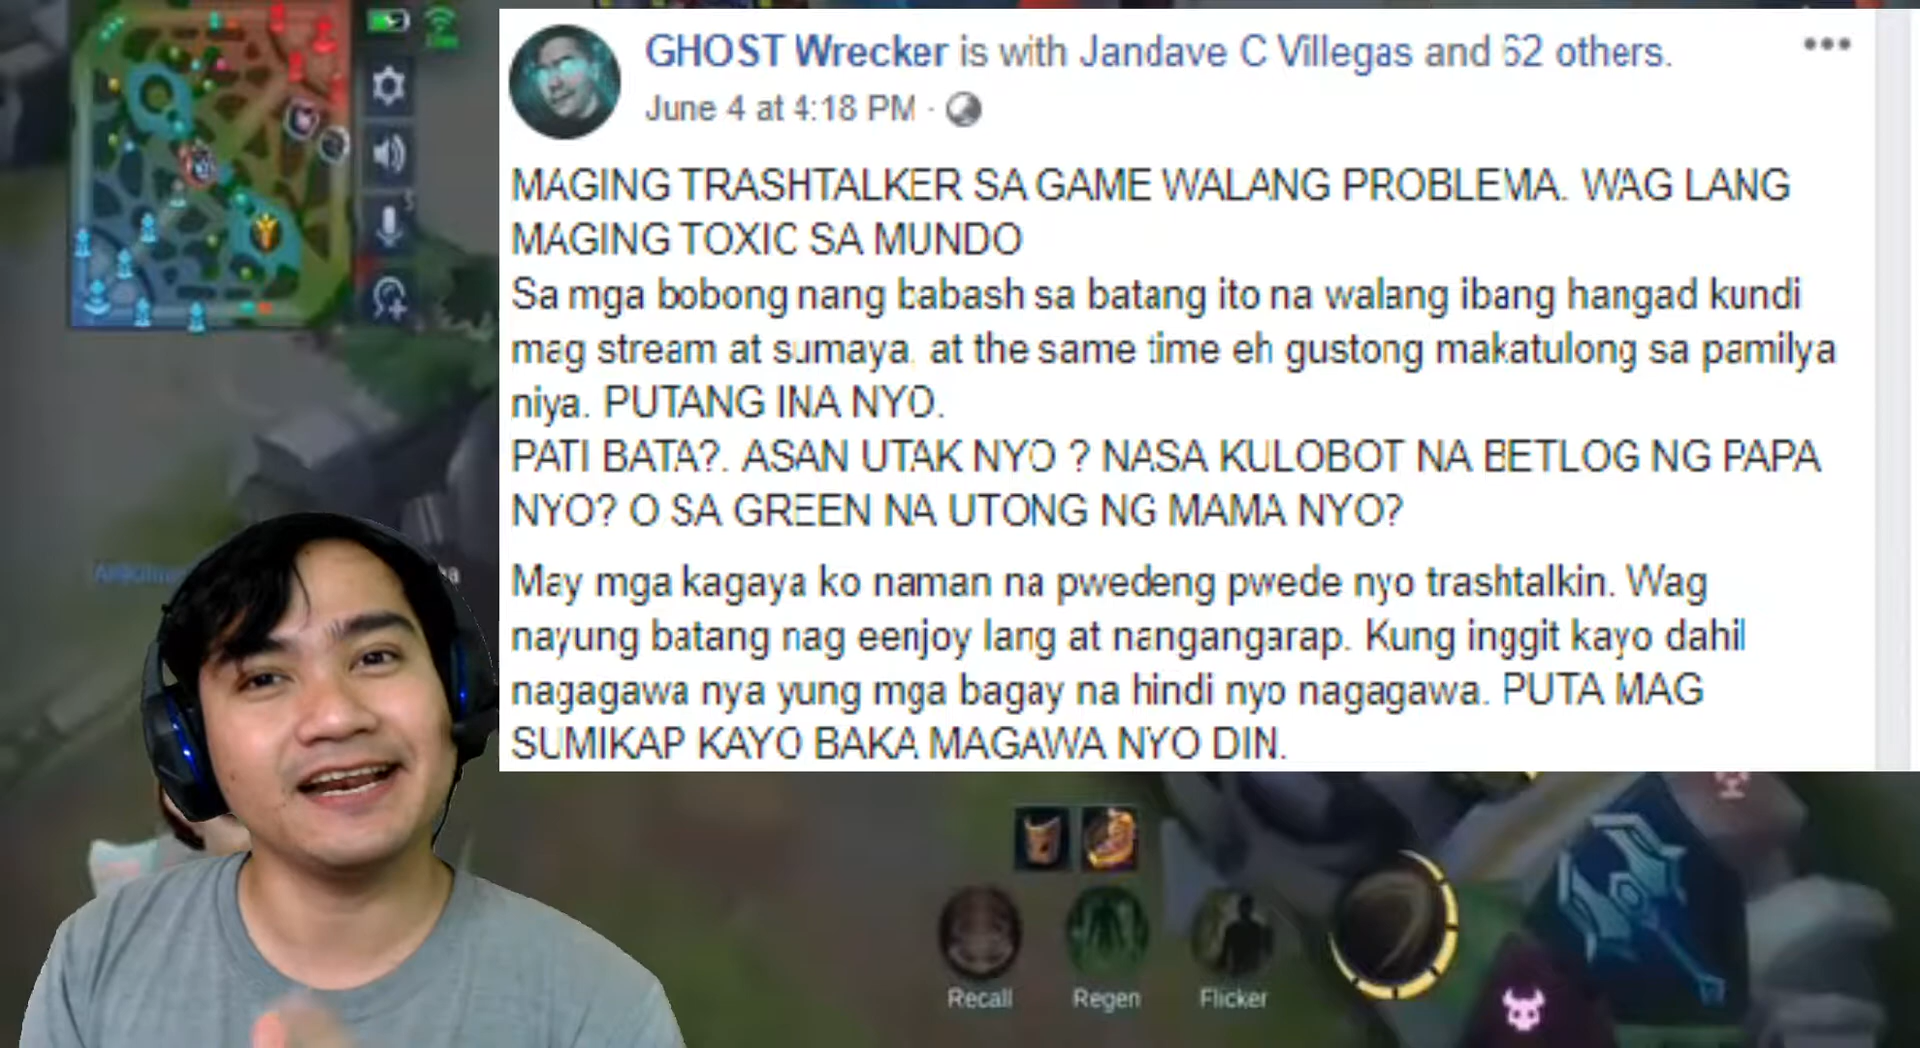 GHOST Wrecker is with Jandave C Villegas and 62 others.
June 4 at 4:18 PM ·
MAGING TRASHTALKER SA GAME WALANG PROBLEMA. WAG LANG
MAGING TOXIC SA MUNDO
Sa mga bobong nang babash sa batang ito na walang ibang hangad kundi
mag stream at sumaya, at the same time eh gustong makatulong sa pamilya
niya. PUTANG INA NYO.
PATI BATA?. ASAN UTAK NYO ? NASA KULOBOT NA BETLOG NG PAPA
NYO? O SA GREEN NA UTONG NG MAMA NYO?
May mga kagaya ko naman na pwedeng pwede nyo trashtalkin. Wag
nayung batang nag eenjoy lang at nangangarap. Kung inggit kayo dahil
nagagawa nya yung mga bagay na hindi nyo nagagawa. PUTA MAG
SUMIKAP KAYO BAKA MAGAWA NYO DIN.
Recall Regen Flicker